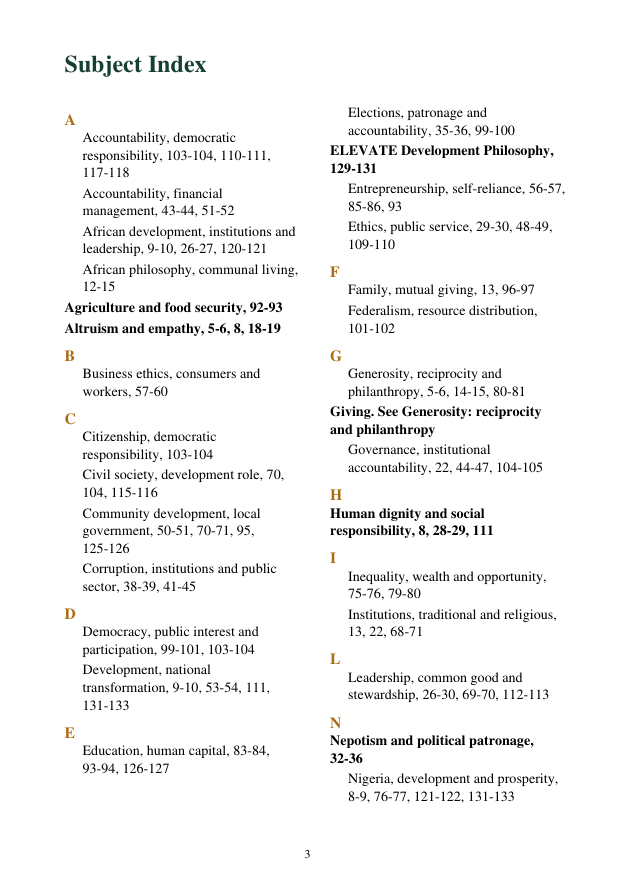 Subject Index
A
Accountability, democratic
responsibility, 103-104, 110-111,
117-118
Accountability, financial
management, 43-44, 51-52
African development, institutions and
leadership, 9-10, 26-27, 120-121
African philosophy, communal living,
12-15
Agriculture and food security, 92-93
Altruism and empathy, 5-6, 8, 18-19
B
Business ethics, consumers and
workers, 57-60
C
Citizenship, democratic
responsibility, 103-104
Civil society, development role, 70,
104, 115-116
Community development, local
government, 50-51, 70-71, 95,
125-126
Corruption, institutions and public
sector, 38-39, 41-45
D
Democracy, public interest and
participation, 99-101, 103-104
Development, national
transformation, 9-10, 53-54, 111,
131-133
E
Education, human capital, 83-84,
93-94, 126-127
Elections, patronage and
accountability, 35-36, 99-100
ELEVATE Development Philosophy,
129-131
Entrepreneurship, self-reliance, 56-57,
85-86, 93
Ethics, public service, 29-30, 48-49,
109-110
F
Family, mutual giving, 13, 96-97
Federalism, resource distribution,
101-102
G
Generosity, reciprocity and
philanthropy, 5-6, 14-15, 80-81
Giving. See Generosity: reciprocity
and philanthropy
Governance, institutional
accountability, 22, 44-47, 104-105
H
Human dignity and social
responsibility, 8, 28-29, 111
I
Inequality, wealth and opportunity,
75-76, 79-80
Institutions, traditional and religious,
13, 22, 68-71
L
Leadership, common good and
stewardship, 26-30, 69-70, 112-113
N
Nepotism and political patronage,
32-36
Nigeria, development and prosperity,
8-9, 76-77, 121-122, 131-133
3